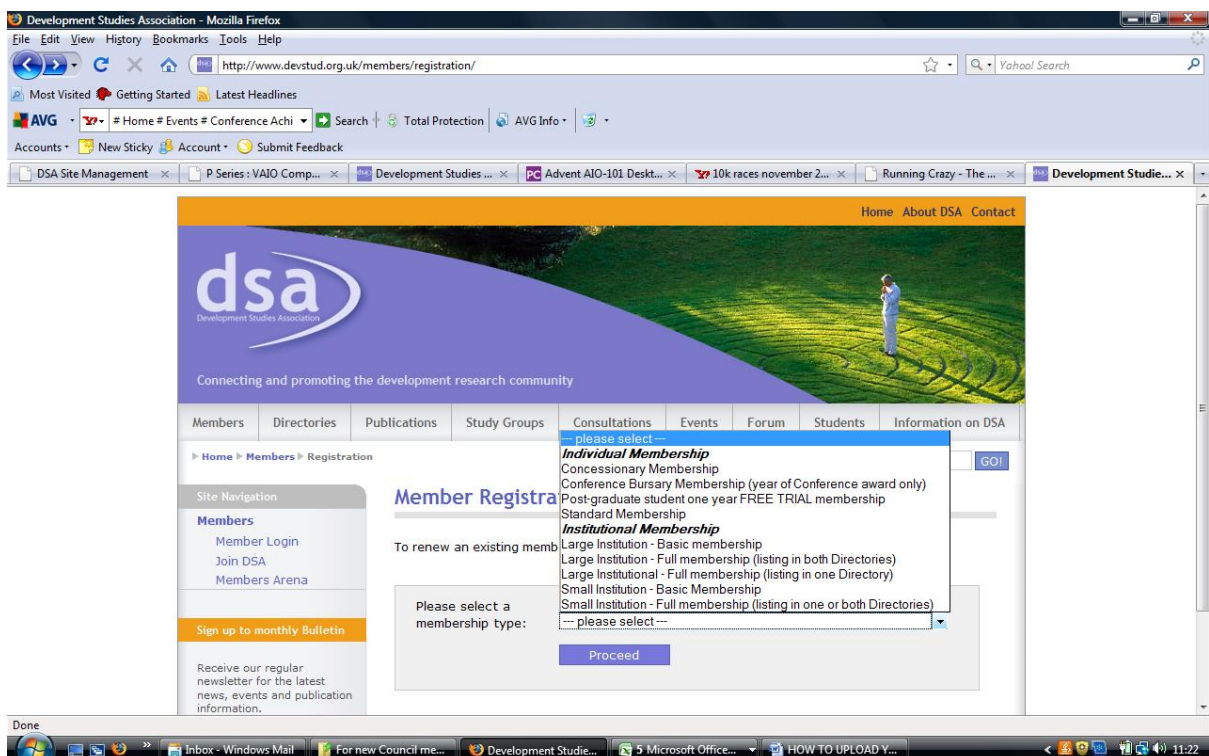 Development Studies Association - Mozilla Firefox
File Edit View History Bookmarks Tools Help
http://www.devstud.org.uk/members/registration/
Yahoo! Search
Most Visited Getting Started Latest Headlines
AVG # Home # Events # Conference Achi Search Total Protection AVG Info
Accounts New Sticky Account Submit Feedback
DSA Site Management P Series : VAIO Comp... Development Studies ... PC Advent AIO-101 Deskt... 10k races november 2... Running Crazy - The ... Development Studie...
Home About DSA Contact
dsa
Development Studies Association
Connecting and promoting the development research community
Members Directories Publications Study Groups Consultations Events Forum Students Information on DSA
Home Members Registration
GO!
--- please select ---
Individual Membership
Concessionary Membership
Conference Bursary Membership (year of Conference award only)
Post-graduate student one year FREE TRIAL membership
Standard Membership
Institutional Membership
Large Institution - Basic membership
Large Institution - Full membership (listing in both Directories)
Large Institutional - Full membership (listing in one Directory)
Small Institution - Basic Membership
Small Institution - Full membership (listing in one or both Directories)
Site Navigation
Members
Member Login
Join DSA
Members Arena
Sign up to monthly Bulletin
Receive our regular
newsletter for the latest
news, events and publication
information.
Member Registra
To renew an existing memb
Please select a
membership type:
--- please select ---
Proceed
Done
Inbox - Windows Mail For new Council me... Development Studie... 5 Microsoft Office... HOW TO UPLOAD Y... 11:22